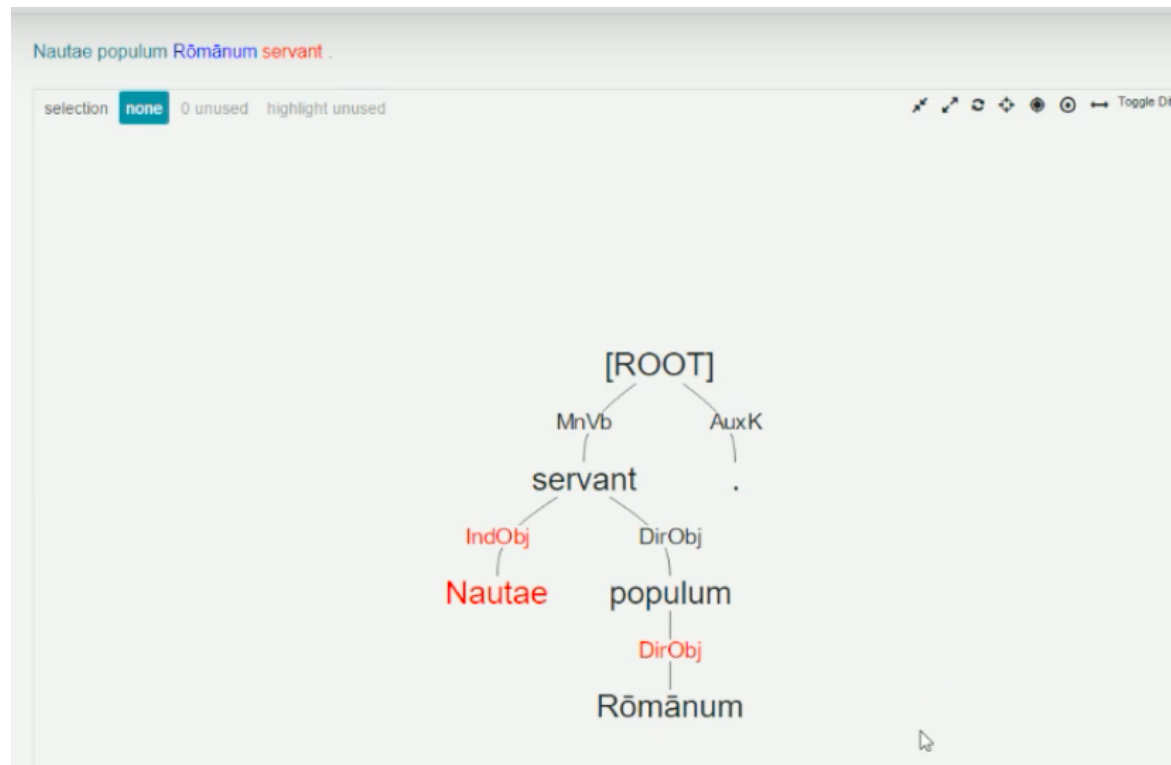 Nautae populum Rōmānum servant .
selection none 0 unused highlight unused
Toggle Di
[ROOT]
MnVb AuxK
servant .
IndObj DirObj
Nautae populum
DirObj
Rōmānum